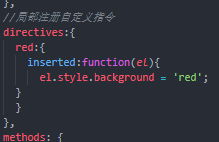 },
//局部注册自定义指令
directives:{
red:{
inserted:function(el){
el.style.background = 'red';
}
}
},
methods: {